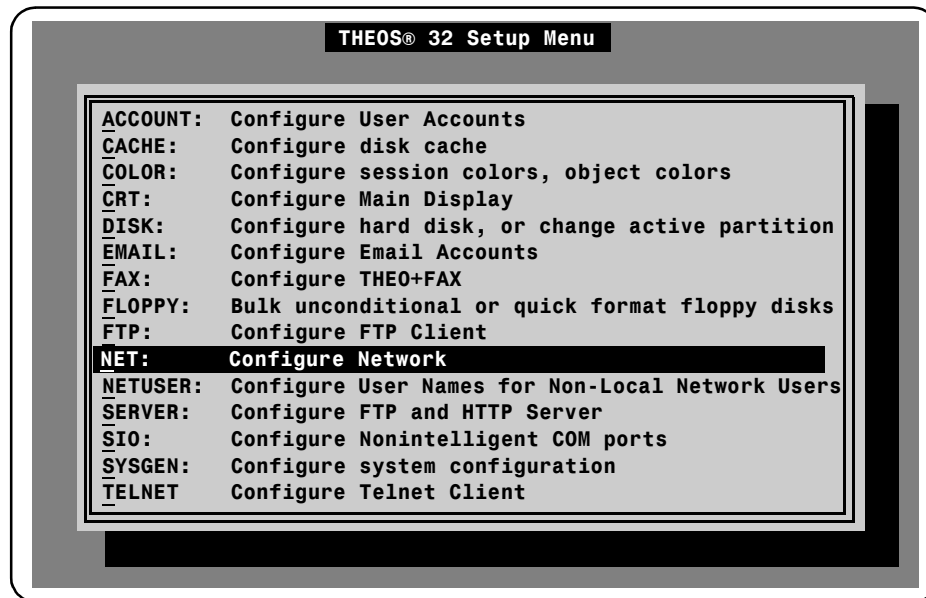 THEOS® 32 Setup Menu
ACCOUNT: Configure User Accounts
CACHE: Configure disk cache
COLOR: Configure session colors, object colors
CRT: Configure Main Display
DISK: Configure hard disk, or change active partition
EMAIL: Configure Email Accounts
FAX: Configure THEO+FAX
FLOPPY: Bulk unconditional or quick format floppy disks
FTP: Configure FTP Client
NET: Configure Network
NETUSER: Configure User Names for Non-Local Network Users
SERVER: Configure FTP and HTTP Server
SIO: Configure Nonintelligent COM ports
SYSGEN: Configure system configuration
TELNET Configure Telnet Client